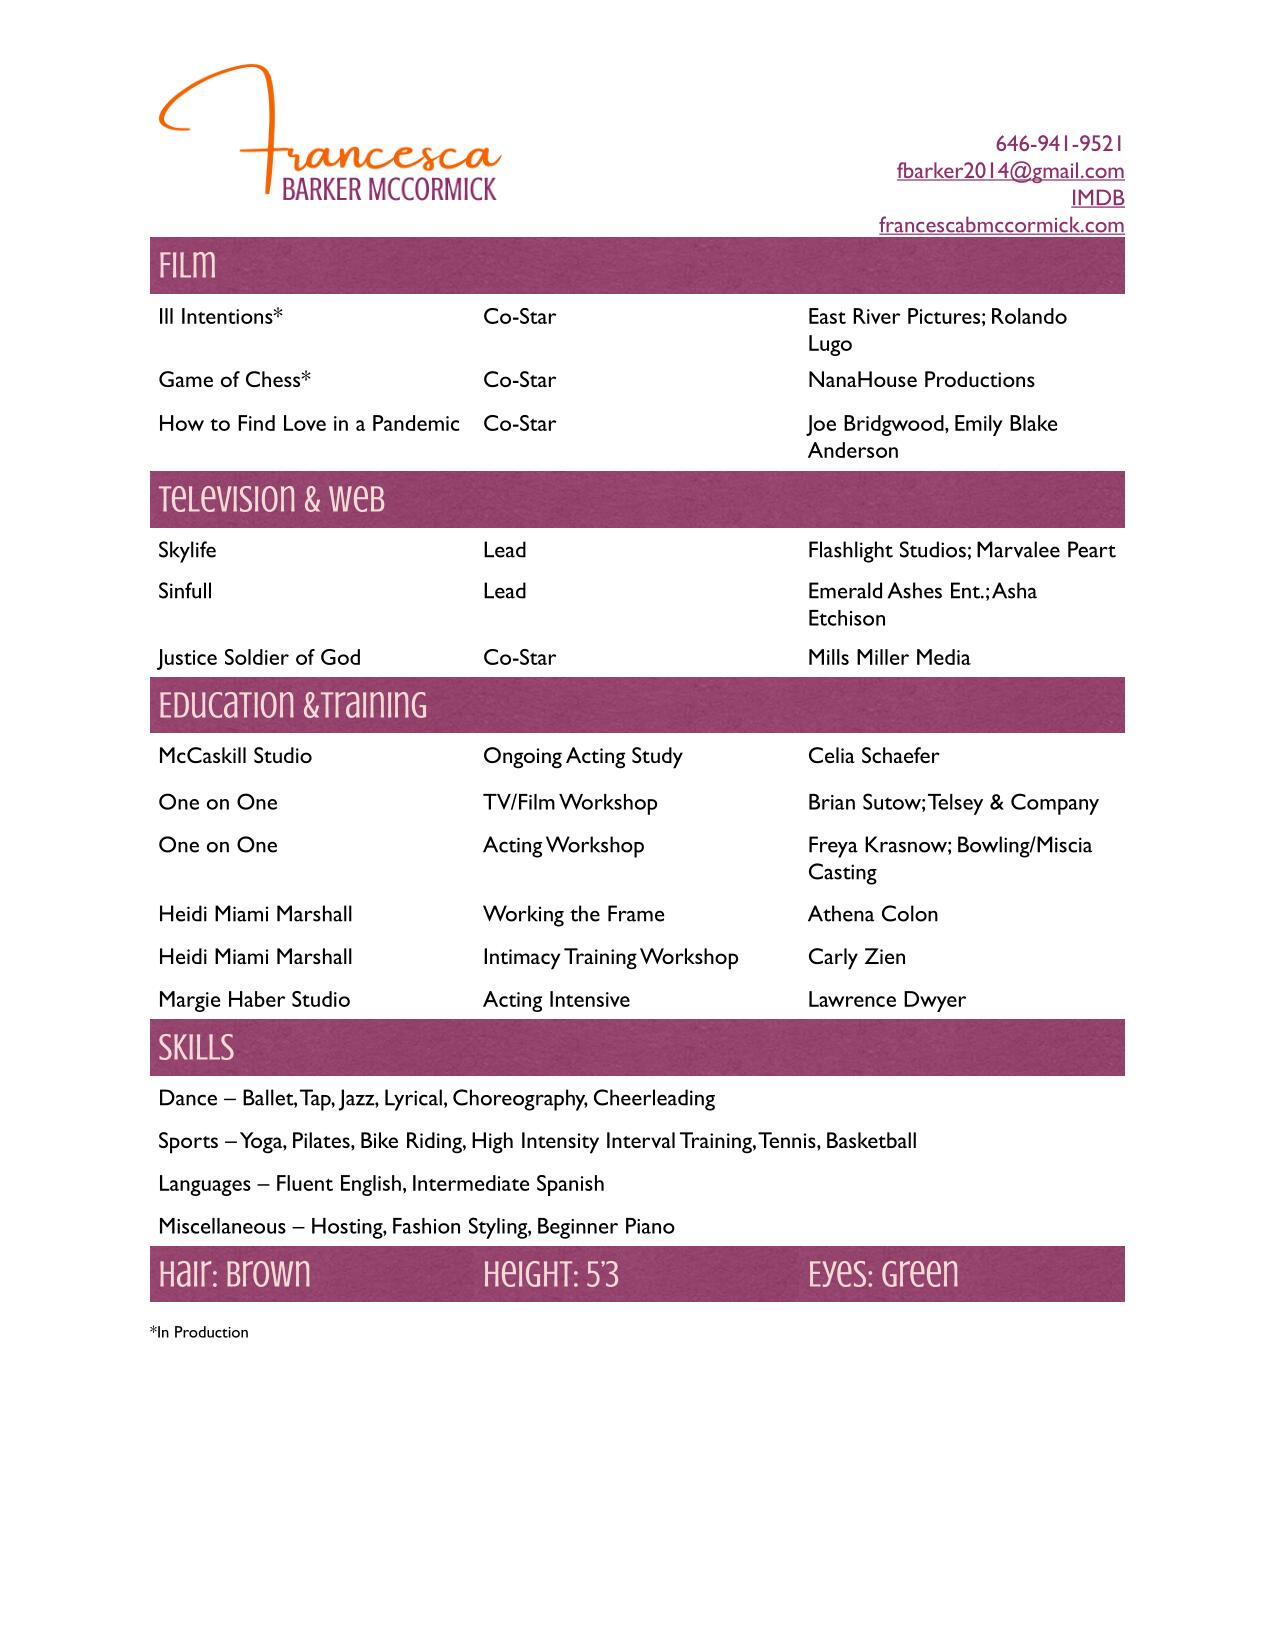 Francesca
BARKER MCCORMICK
646-941-9521
fbarker2014@gmail.com
IMDB
francescabmccormick.com
Film
Ill Intentions* Co-Star East River Pictures; Rolando
Lugo
Game of Chess* Co-Star NanaHouse Productions
How to Find Love in a Pandemic Co-Star Joe Bridgwood, Emily Blake
Anderson
Television & Web
Skylife Lead Flashlight Studios; Marvalee Peart
Sinfull Lead Emerald Ashes Ent.; Asha
Etchison
Justice Soldier of God Co-Star Mills Miller Media
Education &Training
McCaskill Studio Ongoing Acting Study Celia Schaefer
One on One TV/Film Workshop Brian Sutow; Telsey & Company
One on One Acting Workshop Freya Krasnow; Bowling/Miscia
Casting
Heidi Miami Marshall Working the Frame Athena Colon
Heidi Miami Marshall Intimacy Training Workshop Carly Zien
Margie Haber Studio Acting Intensive Lawrence Dwyer
SKILLS
Dance – Ballet, Tap, Jazz, Lyrical, Choreography, Cheerleading
Sports – Yoga, Pilates, Bike Riding, High Intensity Interval Training, Tennis, Basketball
Languages – Fluent English, Intermediate Spanish
Miscellaneous – Hosting, Fashion Styling, Beginner Piano
Hair: Brown Height: 5'3 Eyes: Green
*In Production